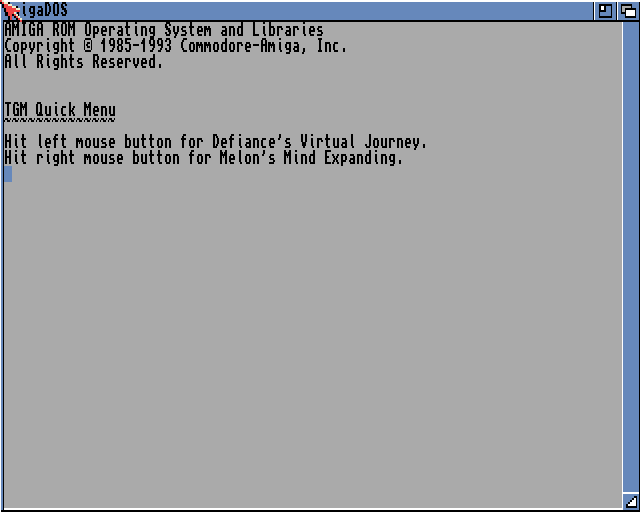 igaDOS
AMIGA ROM Operating System and Libraries
Copyright © 1985-1993 Commodore-Amiga, Inc.
All Rights Reserved.
TGM Quick Menu
Hit left mouse button for Defiance's Virtual Journey.
Hit right mouse button for Melon's Mind Expanding.